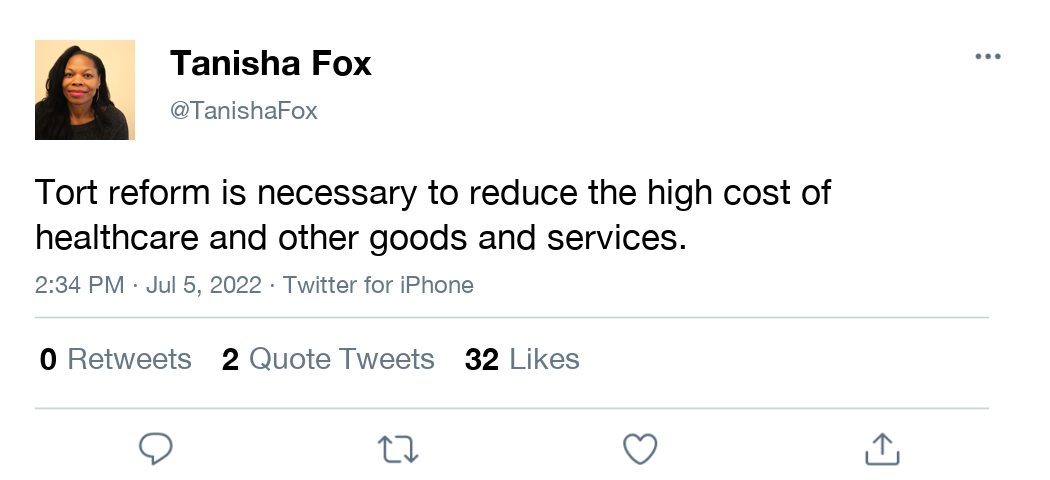 Tanisha Fox
@TanishaFox
Tort reform is necessary to reduce the high cost of
healthcare and other goods and services.
2:34 PM · Jul 5, 2022 · Twitter for iPhone
0 Retweets 2 Quote Tweets 32 Likes